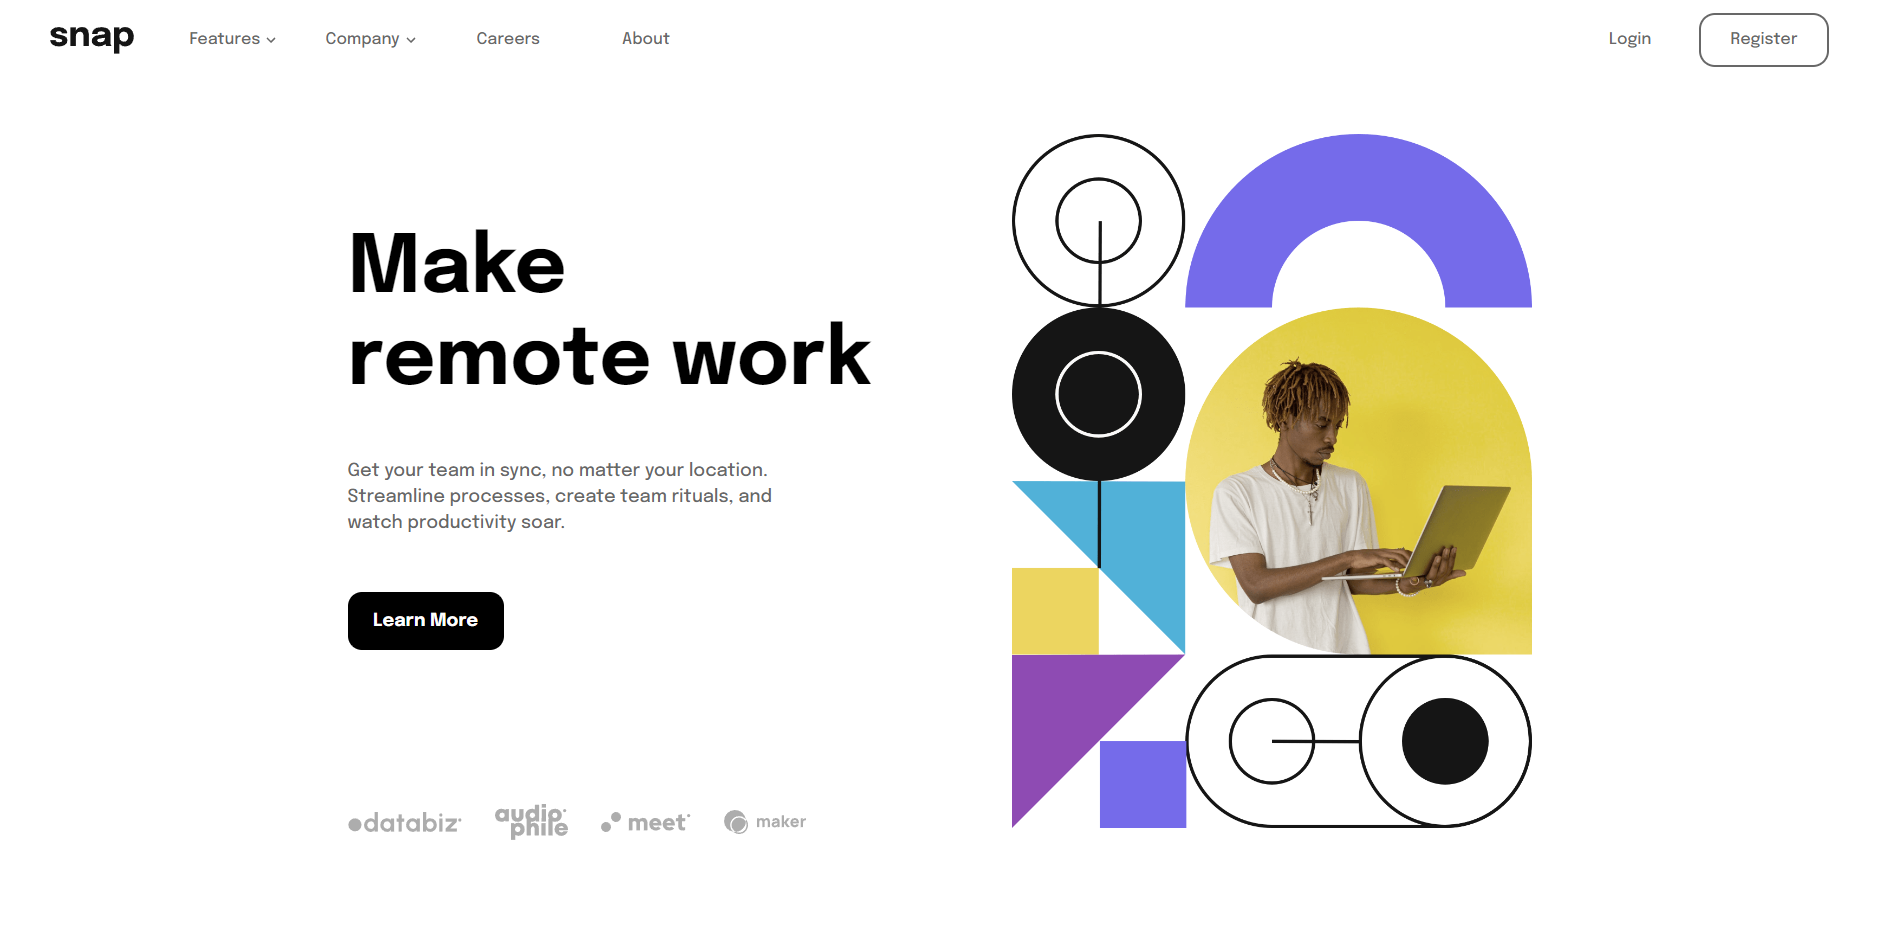 snap
Features
Company
Careers
About
Login
Register
Make
remote work
Get your team in sync, no matter your location.
Streamline processes, create team rituals, and
watch productivity soar.
Learn More
databiz
audio
phile
meet
maker